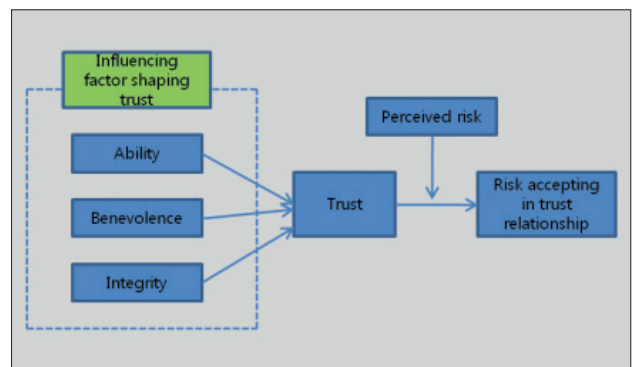 Influencing
factor shaping
trust
Perceived risk
Ability
Benevolence
Integrity
Trust
Risk accepting
in trust
relationship